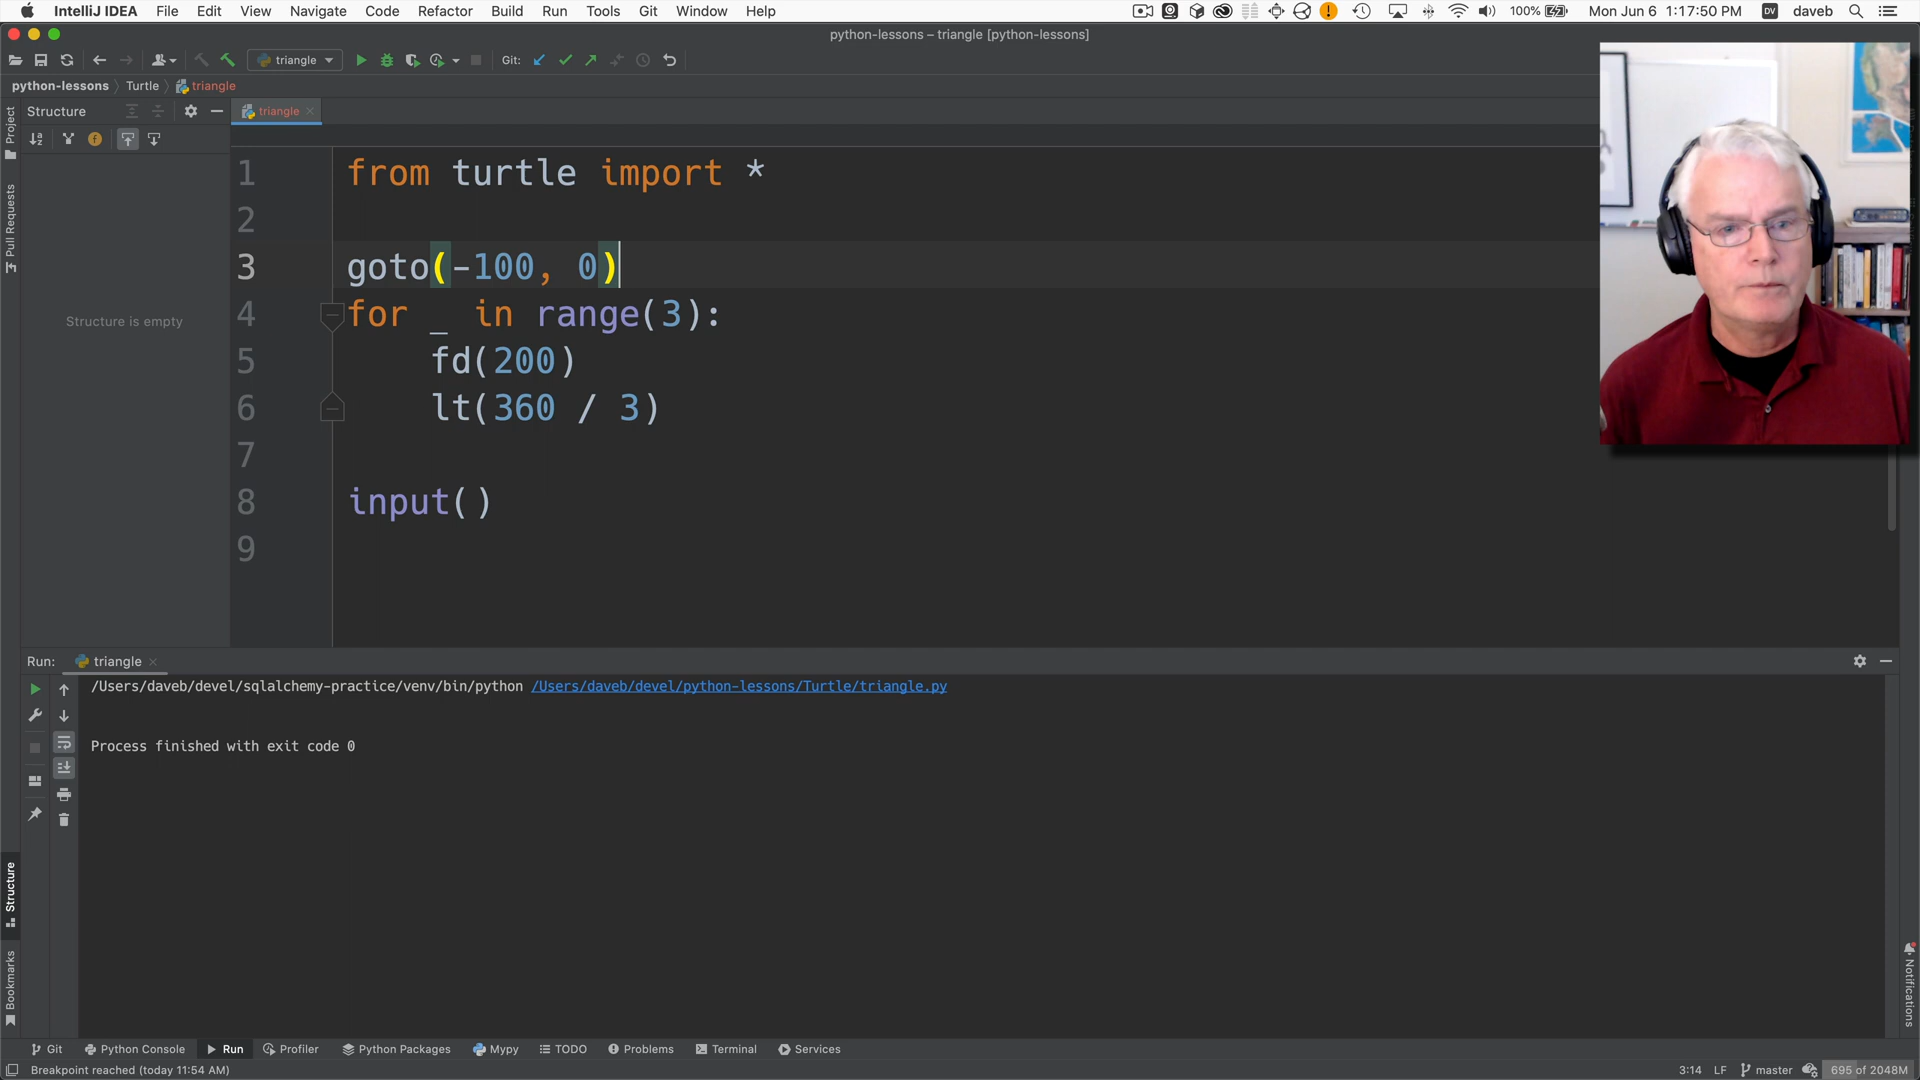 IntelliJ IDEA File Edit View Navigate Code Refactor Build Run Tools Git Window Help 100% Mon Jun 6 1:17:50 PM DV daveb
python-lessons – triangle [python-lessons]
triangle Git:
python-lessons Turtle triangle
Project
Pull Requests
Structure
Structure is empty
triangle
1 from turtle import *
2
3 goto(-100, 0)
4 for _ in range(3):
5 fd(200)
6 lt(360 / 3)
7
8 input()
9
Run: triangle
/Users/daveb/devel/sqlalchemy-practice/venv/bin/python /Users/daveb/devel/python-lessons/Turtle/triangle.py
Process finished with exit code 0
Structure
Bookmarks
Notifications
Git Python Console Run Profiler Python Packages Mypy TODO Problems Terminal Services
Breakpoint reached (today 11:54 AM) 3:14 LF master 695 of 2048M